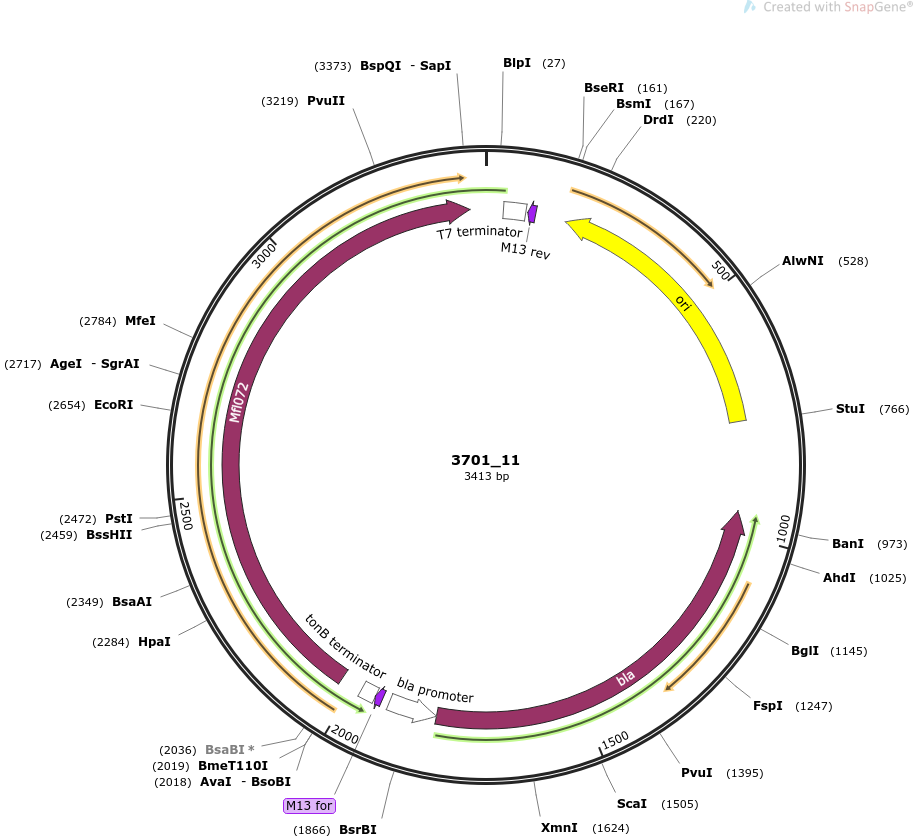 Created with SnapGene®
(3373) BspQI - SapI
BlpI (27)
(3219) PvuII
BseRI (161)
BsmI (167)
DrdI (220)
T7 terminator
M13 rev
3000
500
AlwNI (528)
ori
(2784) MfeI
(2717) AgeI - SgrAI
(2654) EcoRI
Mfl072
StuI (766)
3701_11
3413 bp
2500
(2472) PstI
(2459) BssHII
1000
BanI (973)
AhdI (1025)
(2349) BsaAI
(2284) HpaI
tonB terminator
bla promoter
bla
BglI (1145)
FspI (1247)
2000
1500
(2036) BsaBI *
(2019) BmeT110I
(2018) AvaI - BsoBI
PvuI (1395)
M13 for
ScaI (1505)
(1866) BsrBI
XmnI (1624)